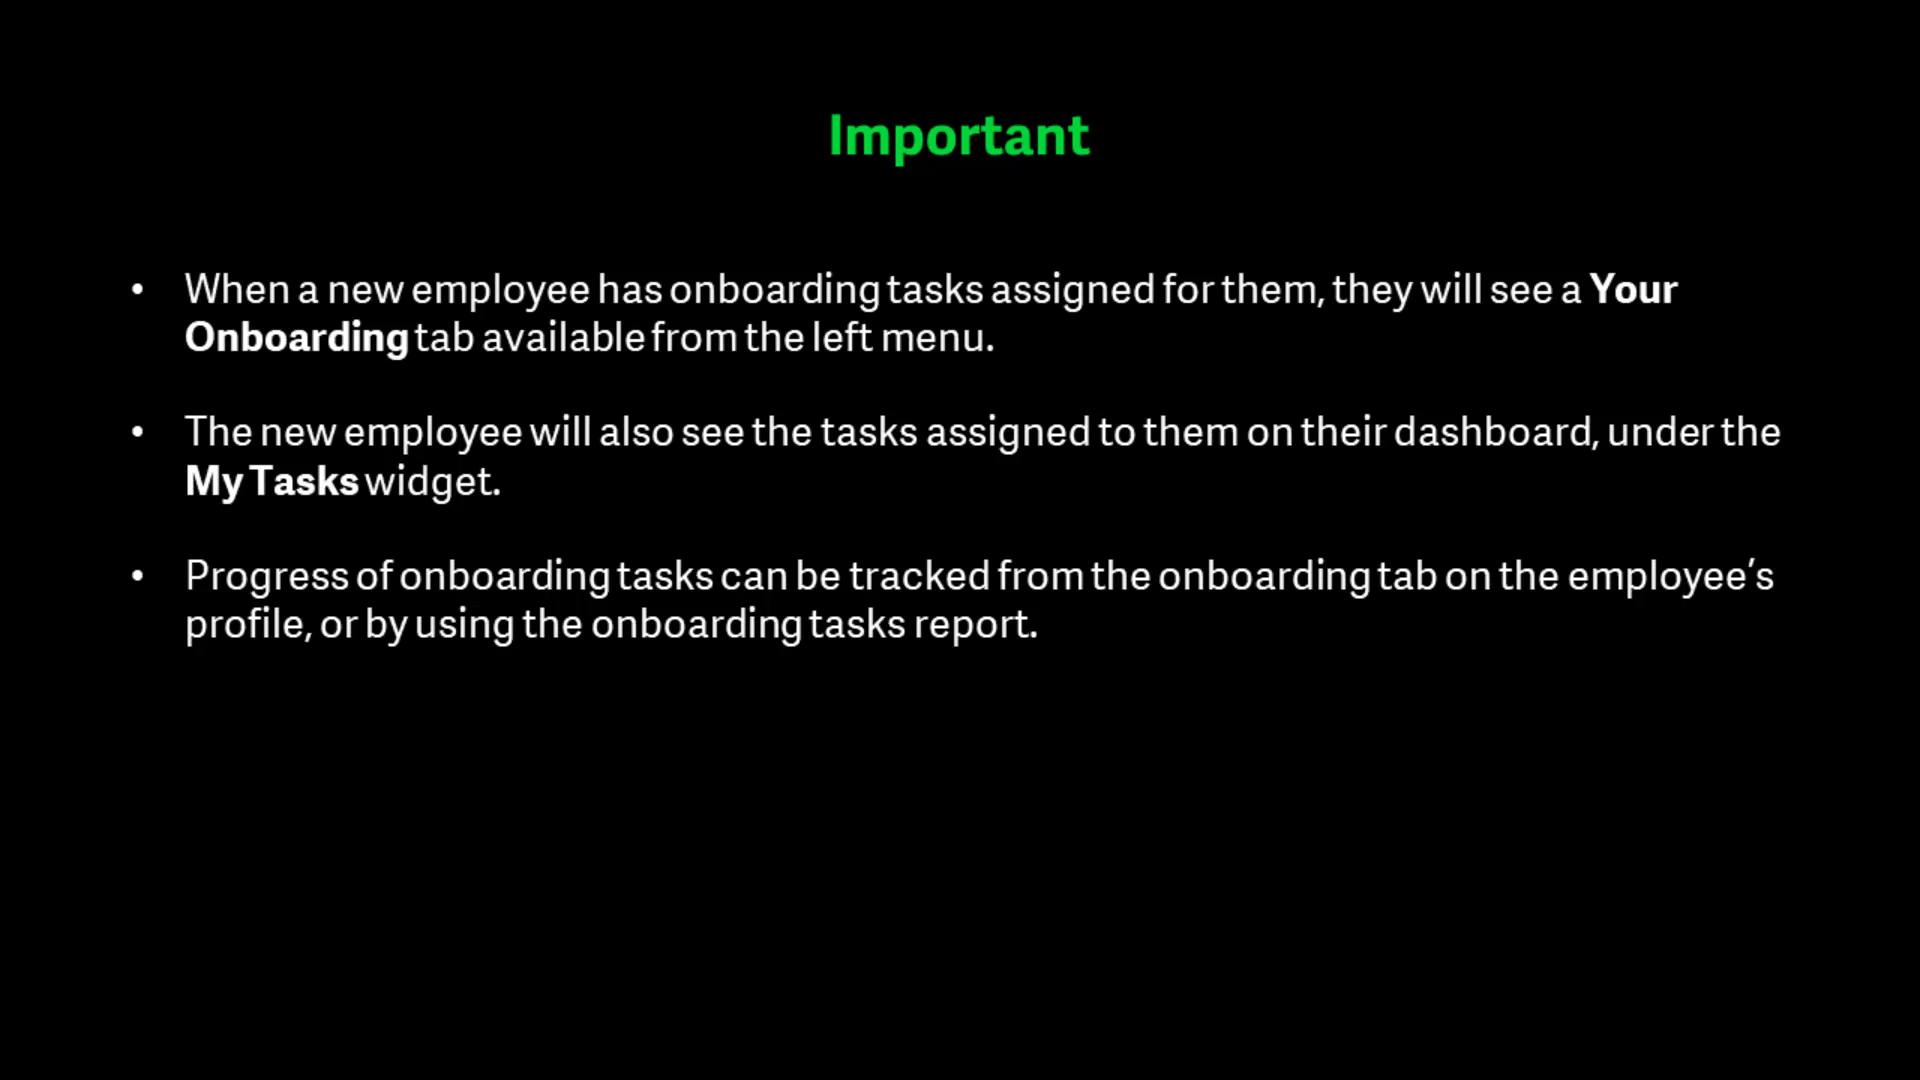 Important
• When a new employee has onboarding tasks assigned for them, they will see a Your
Onboarding tab available from the left menu.
• The new employee will also see the tasks assigned to them on their dashboard, under the
My Tasks widget.
• Progress of onboarding tasks can be tracked from the onboarding tab on the employee’s
profile, or by using the onboarding tasks report.